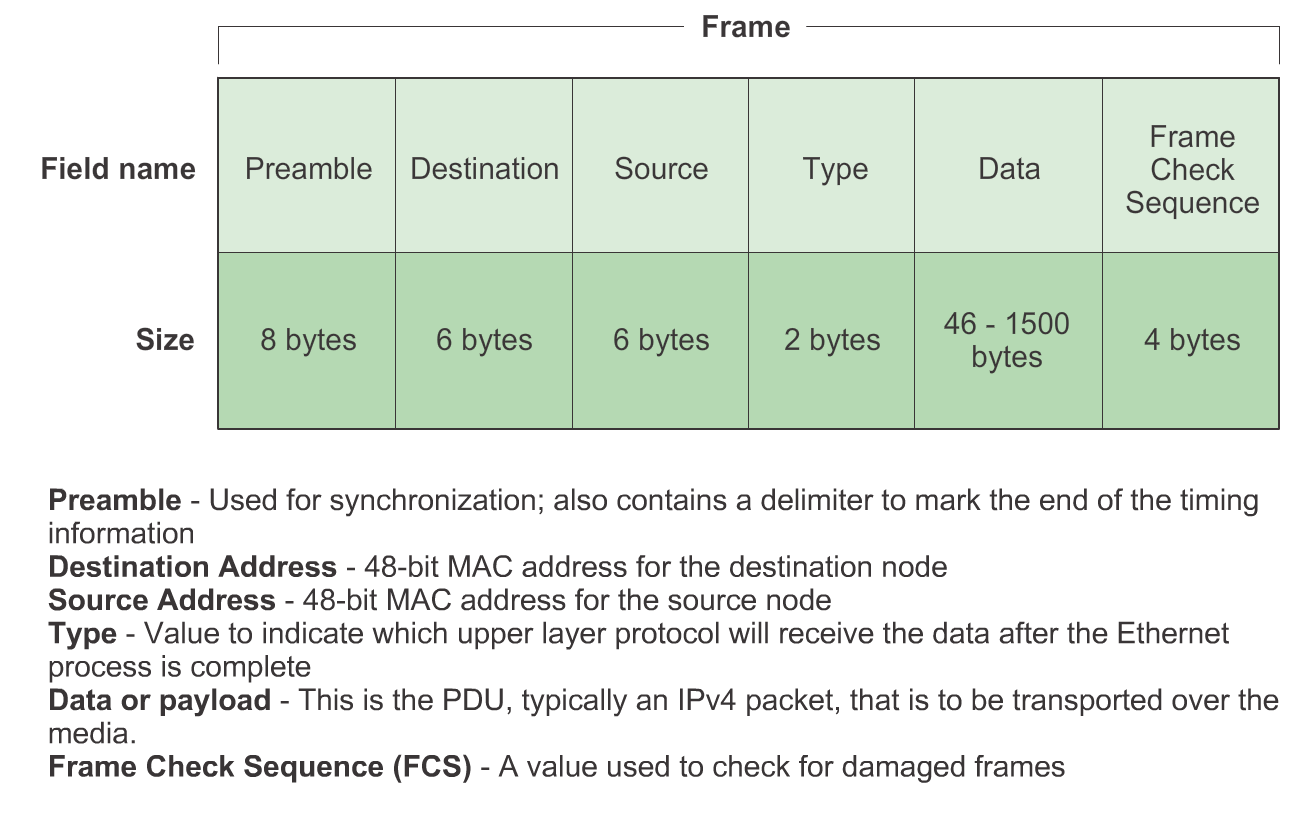 Frame
Field name
Preamble
Destination
Source
Type
Data
Frame
Check
Sequence
Size
8 bytes
6 bytes
6 bytes
2 bytes
46 - 1500
bytes
4 bytes
Preamble - Used for synchronization; also contains a delimiter to mark the end of the timing
information
Destination Address - 48-bit MAC address for the destination node
Source Address - 48-bit MAC address for the source node
Type - Value to indicate which upper layer protocol will receive the data after the Ethernet
process is complete
Data or payload - This is the PDU, typically an IPv4 packet, that is to be transported over the
media.
Frame Check Sequence (FCS) - A value used to check for damaged frames